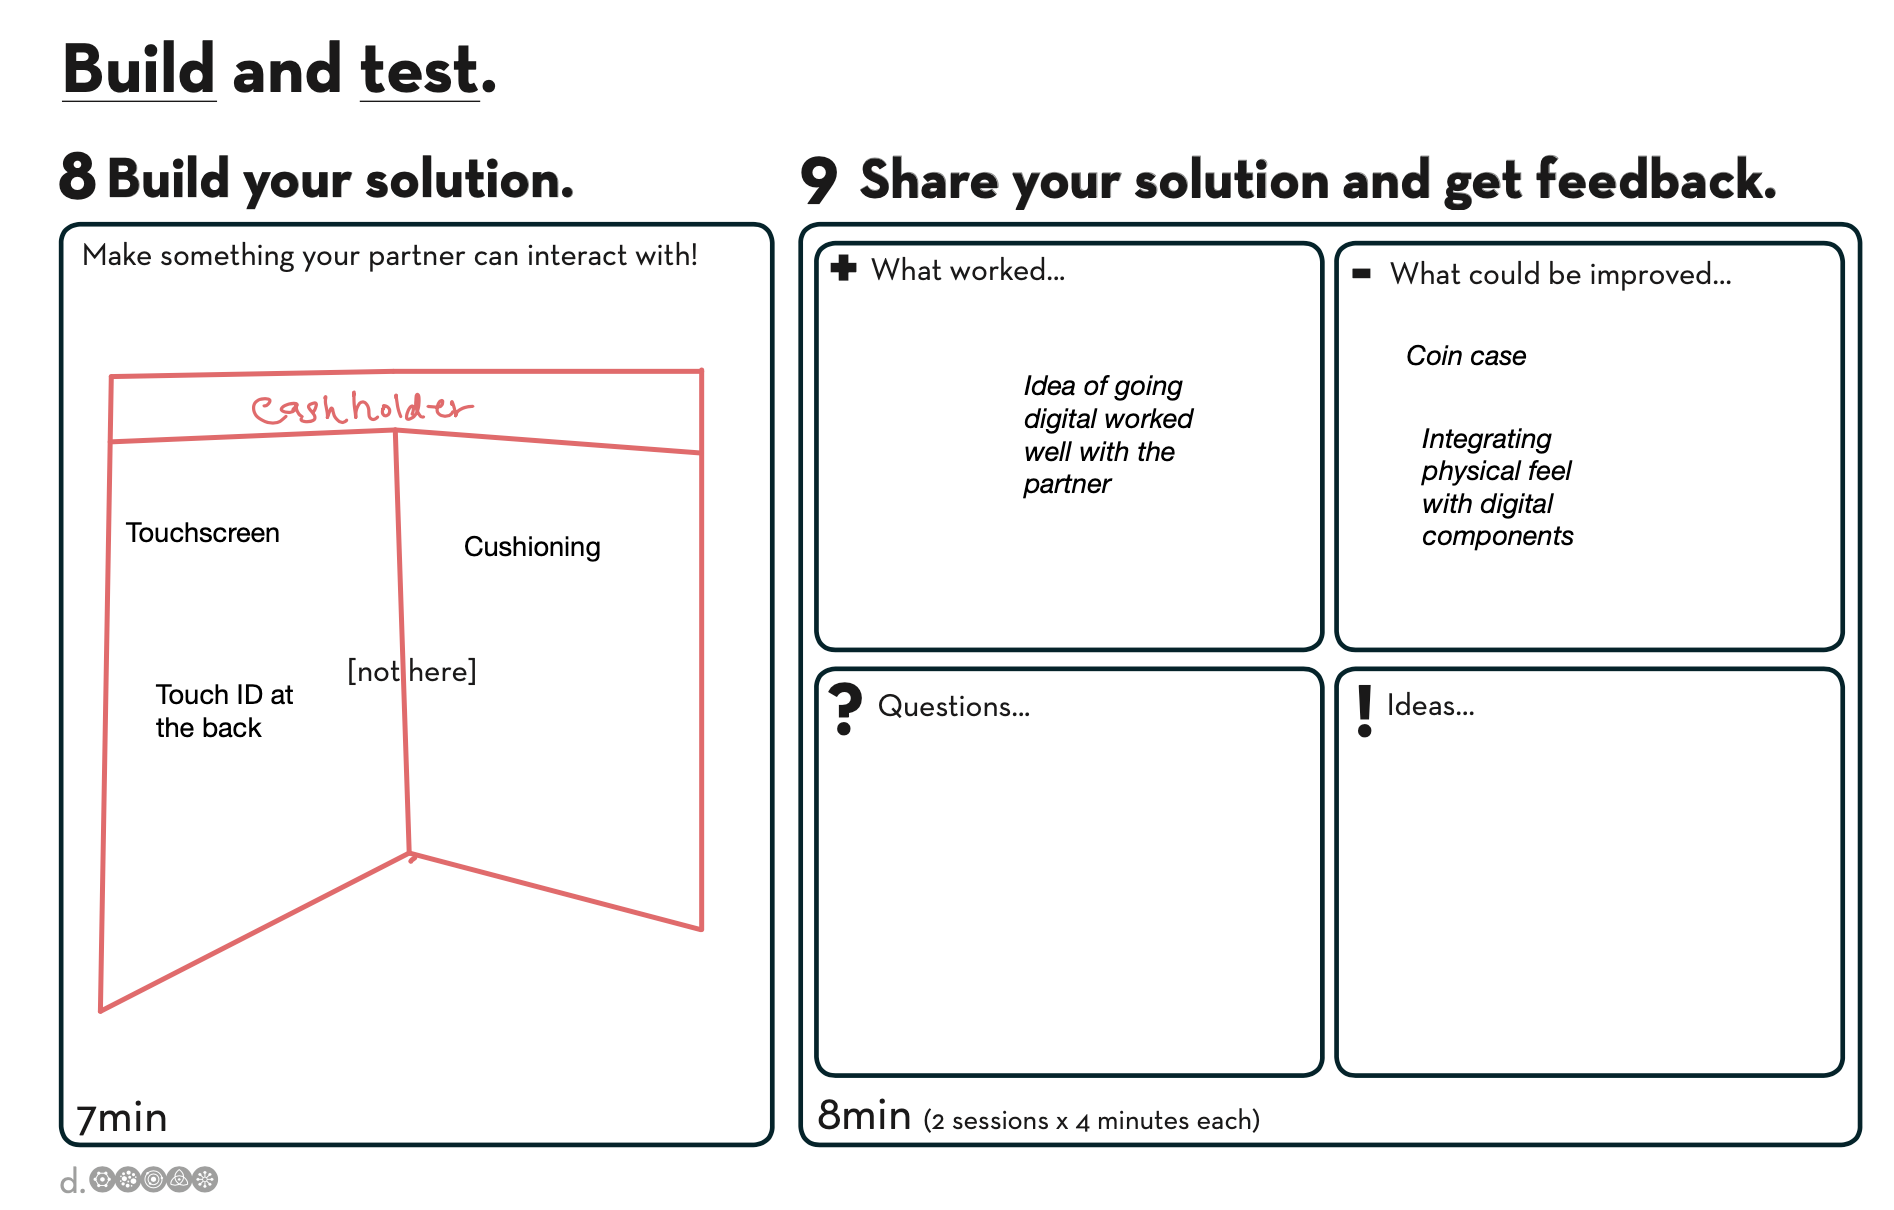 Build and test.
8 Build your solution.
Make something your partner can interact with!
Cash holder
Touchscreen
Cushioning
[not here]
Touch ID at
the back
7min
9 Share your solution and get feedback.
+ What worked...
Idea of going
digital worked
well with the
partner
- What could be improved...
Coin case
Integrating
physical feel
with digital
components
? Questions...
! Ideas...
8min (2 sessions x 4 minutes each)
d.